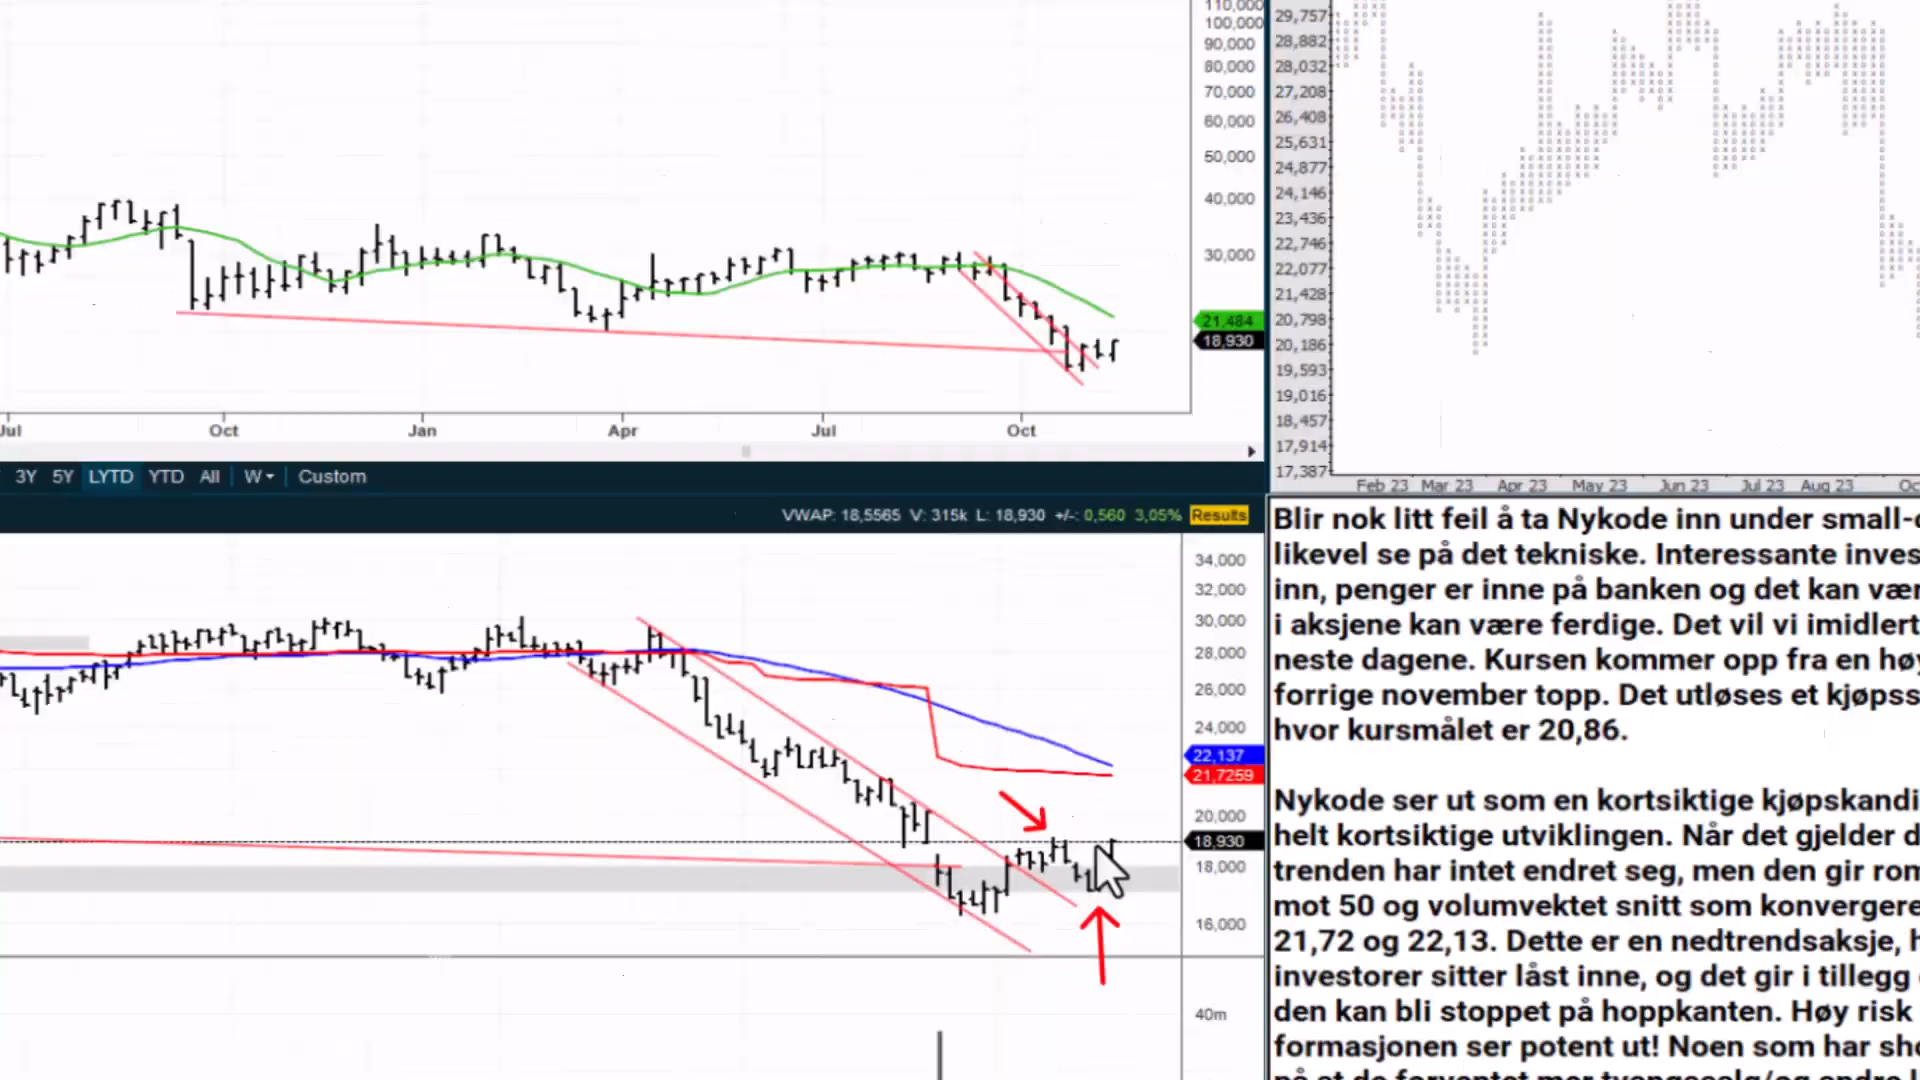 110,000
100,000
90,000
80,000
70,000
60,000
50,000
40,000
30,000
21,484
18,930
Jul Oct Jan Apr Jul Oct
3Y 5Y LYTD YTD All W Custom
VWAP: 18,5565 V: 315k L: 18,930 +/-: 0,560 3,05% Results
34,000
32,000
30,000
28,000
26,000
24,000
22,137
21,7259
20,000
18,930
18,000
16,000
40m
29,757
28,882
28,032
27,208
26,408
25,631
24,877
24,146
23,436
22,746
22,077
21,428
20,798
20,186
19,593
19,016
18,457
17,914
17,387
Feb 23 Mar 23 Apr 23 May 23 Jun 23 Jul 23 Aug 23
Blir nok litt feil å ta Nykode inn under small-
likevel se på det tekniske. Interessante inves
inn, penger er inne på banken og det kan vær
i aksjene kan være ferdige. Det vil vi imidlert
neste dagene. Kursen kommer opp fra en høy
forrige november topp. Det utløses et kjøpss
hvor kursmålet er 20,86.
Nykode ser ut som en kortsiktige kjøpskandi
helt kortsiktige utviklingen. Når det gjelder d
trenden har intet endret seg, men den gir rom
mot 50 og volumvektet snitt som konvergere
21,72 og 22,13. Dette er en nedtrendsaksje, h
investorer sitter låst inne, og det gir i tillegg
den kan bli stoppet på hoppkanten. Høy risk
formasjonen ser potent ut! Noen som har sho